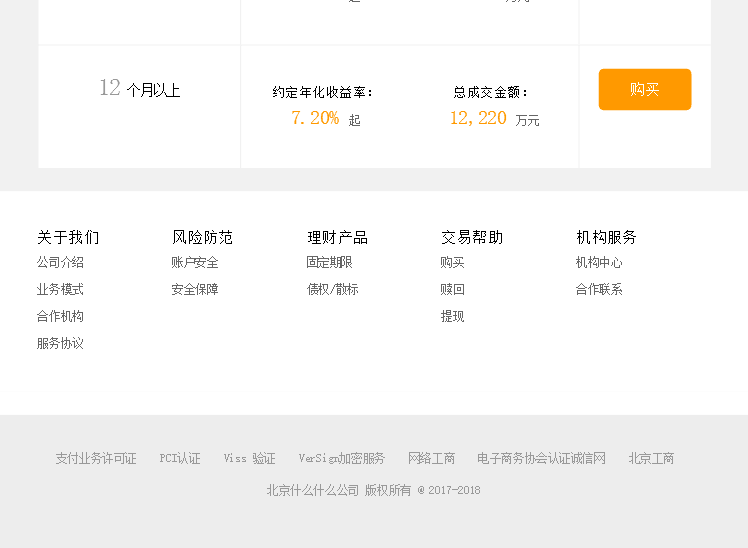 起 万元
12 个月以上 约定年化收益率： 总成交金额： 购买
7.20% 起 12,220 万元
关于我们 风险防范 理财产品 交易帮助 机构服务
公司介绍 账户安全 固定期限 购买 机构中心
业务模式 安全保障 债权/散标 赎回 合作联系
合作机构 提现
服务协议
支付业务许可证 PCI认证 Viss 验证 VerSign加密服务 网络工商 电子商务协会认证诚信网 北京工商
北京什么什么公司 版权所有 @ 2017-2018